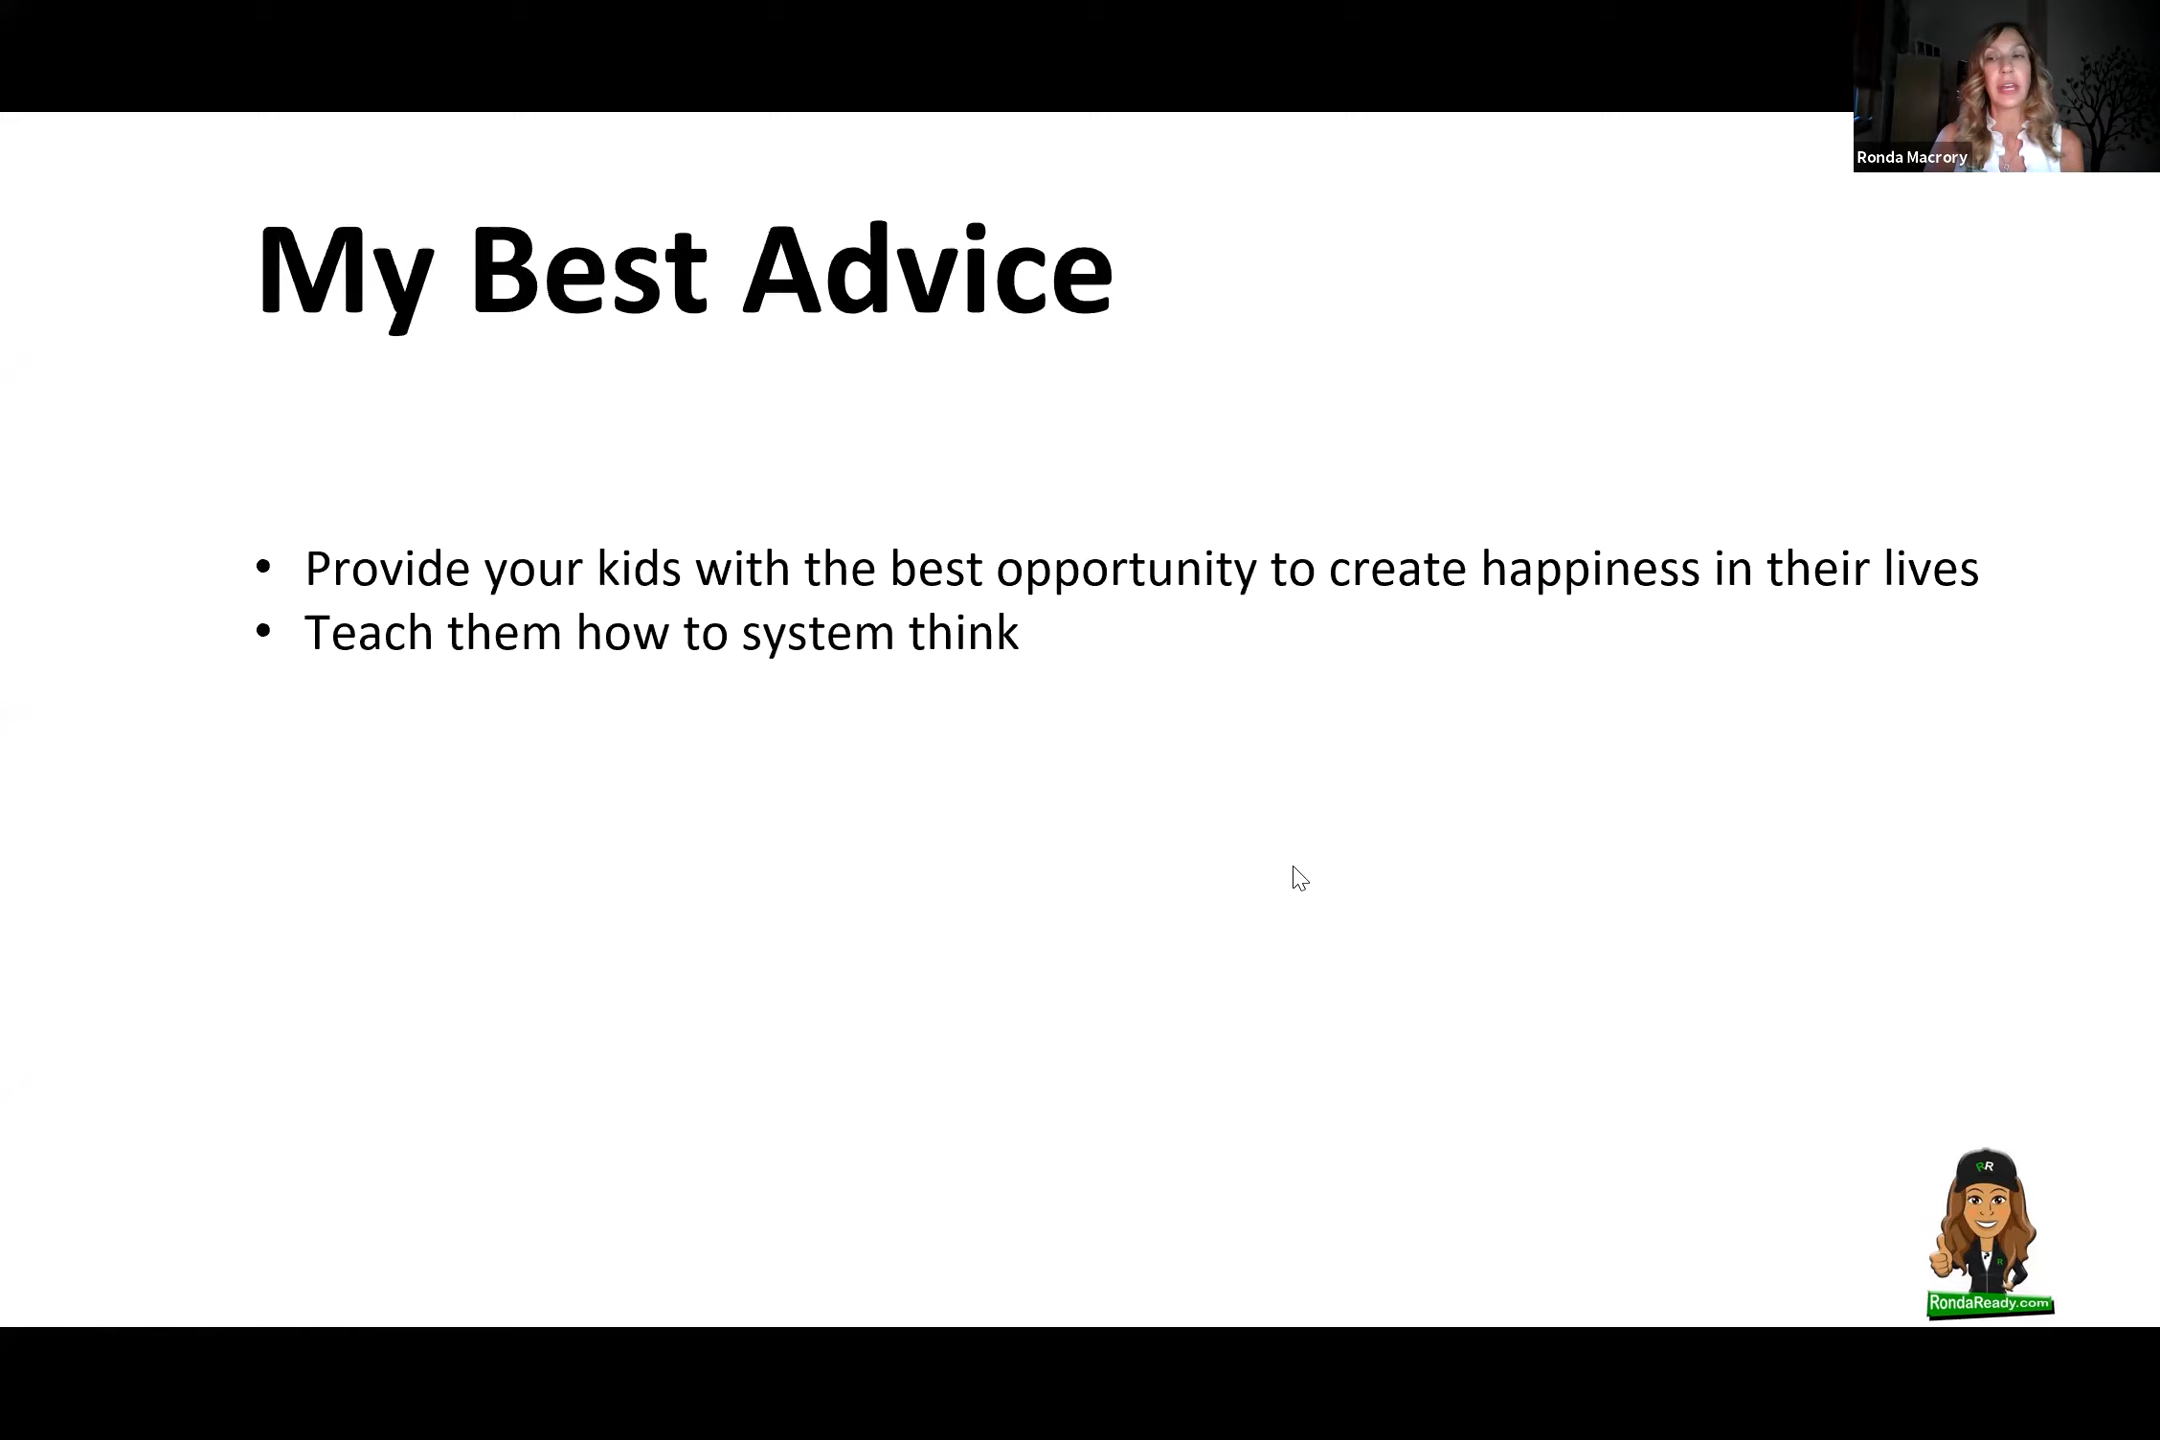 Ronda Macrory
My Best Advice
• Provide your kids with the best opportunity to create happiness in their lives
• Teach them how to system think
RR
R
RondaReady.com